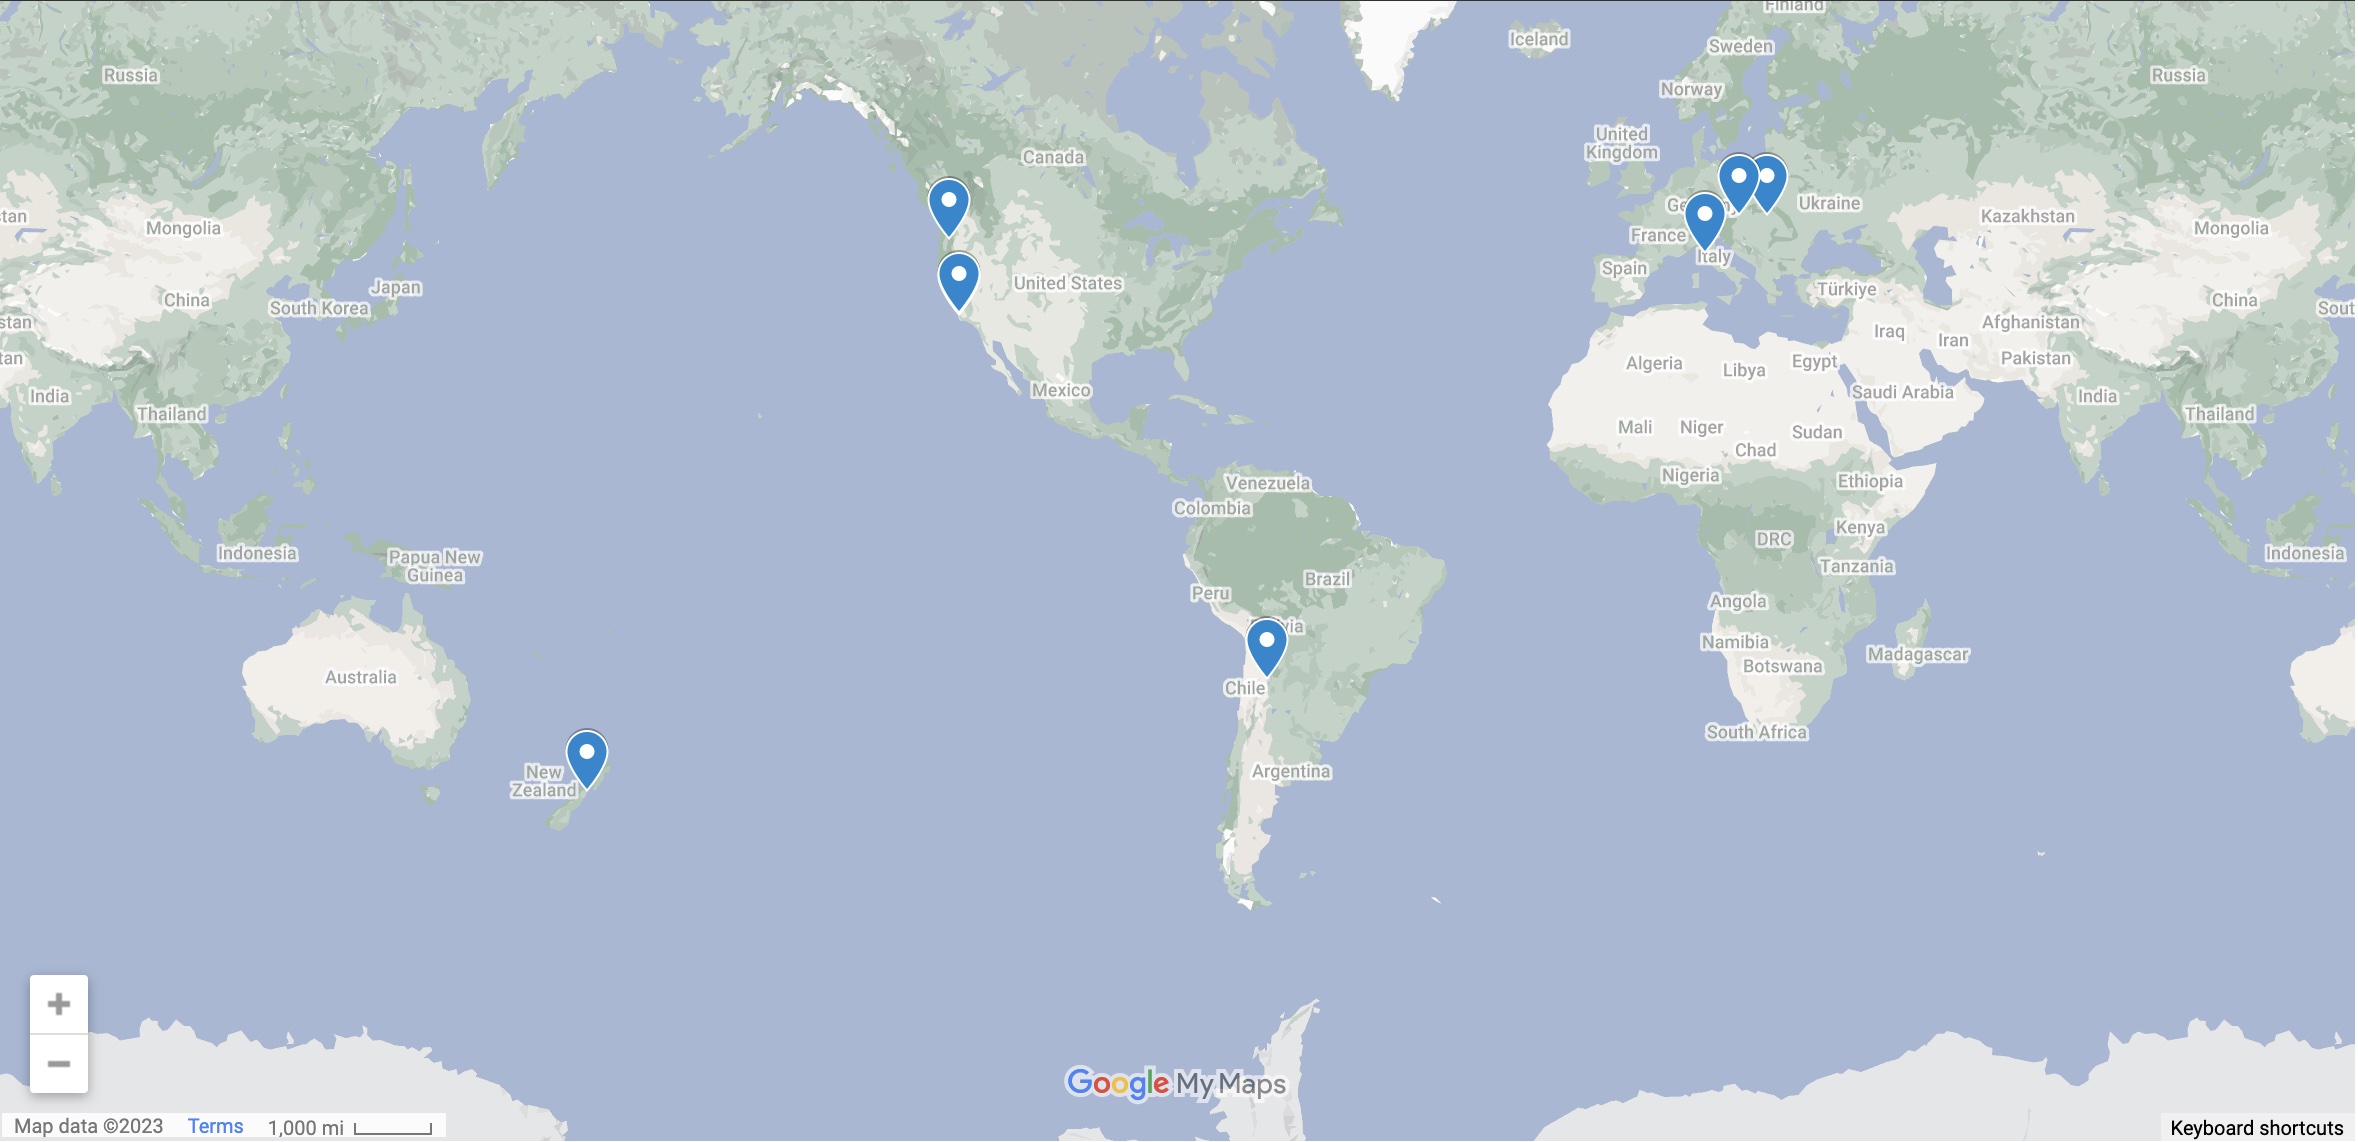 Finland
Iceland
Sweden
Russia
Russia
Norway
United
Kingdom
Canada
Ukraine
stan
Kazakhstan
Mongolia
Mongolia
France
Italy
Spain
United States
Japan
Türkiye
China
China
South Korea
Sout
stan
Afghanistan
Iraq
Iran
tan
Pakistan
Algeria
Libya
Egypt
Mexico
Saudi Arabia
India
India
Thailand
Thailand
Mali
Niger
Sudan
Chad
Nigeria
Ethiopia
Venezuela
Colombia
Kenya
DRC
Indonesia
Indonesia
Papua New
Guinea
Tanzania
Brazil
Peru
Angola
Namibia
Madagascar
Botswana
Australia
Chile
South Africa
New
Zealand
Argentina
+
−
Google My Maps
Map data ©2023 Terms 1,000 mi
Keyboard shortcuts